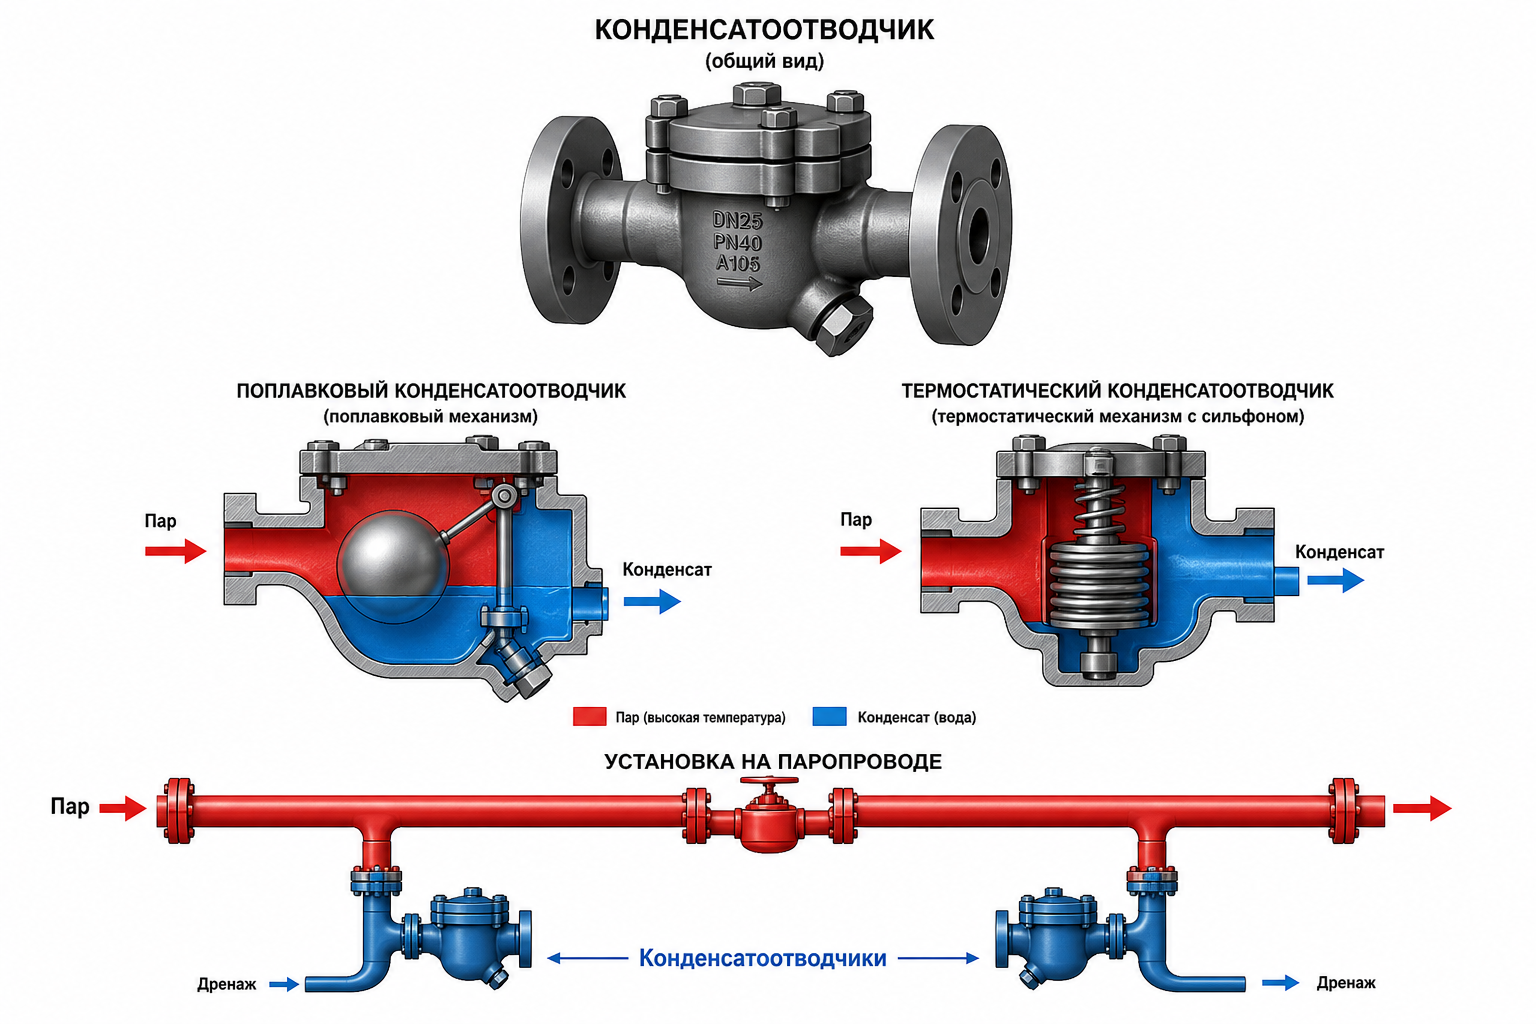 КОНДЕНСАТООТВОДЧИК
(общий вид)
DN25
PN40
A105
ПОПЛАВКОВЫЙ КОНДЕНСАТООТВОДЧИК
(поплавковый механизм)
Пар
Конденсат
ТЕРМОСТАТИЧЕСКИЙ КОНДЕНСАТООТВОДЧИК
(термостатический механизм с сильфоном)
Пар
Конденсат
Пар (высокая температура)
Конденсат (вода)
УСТАНОВКА НА ПАРОПРОВОДЕ
Пар
Конденсатоотводчики
Дренаж
Дренаж